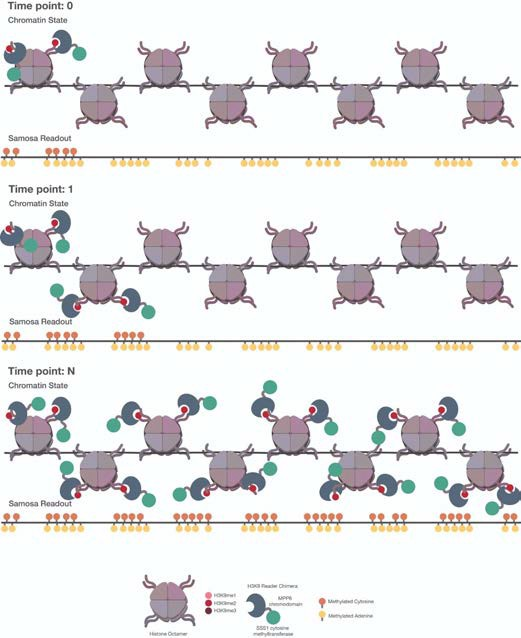 Time point: 0
Chromatin State
Samosa Readout
Time point: 1
Chromatin State
Samosa Readout
Time point: N
Chromatin State
Samosa Readout
H3K9 Reader Chimera
H3K9me1
H3K9me2
H3K9me3
MPP8
chromodomain
SSS1 cytosine
methyltransferase
Methylated Cytosine
Methylated Adenine
Histone Octamer